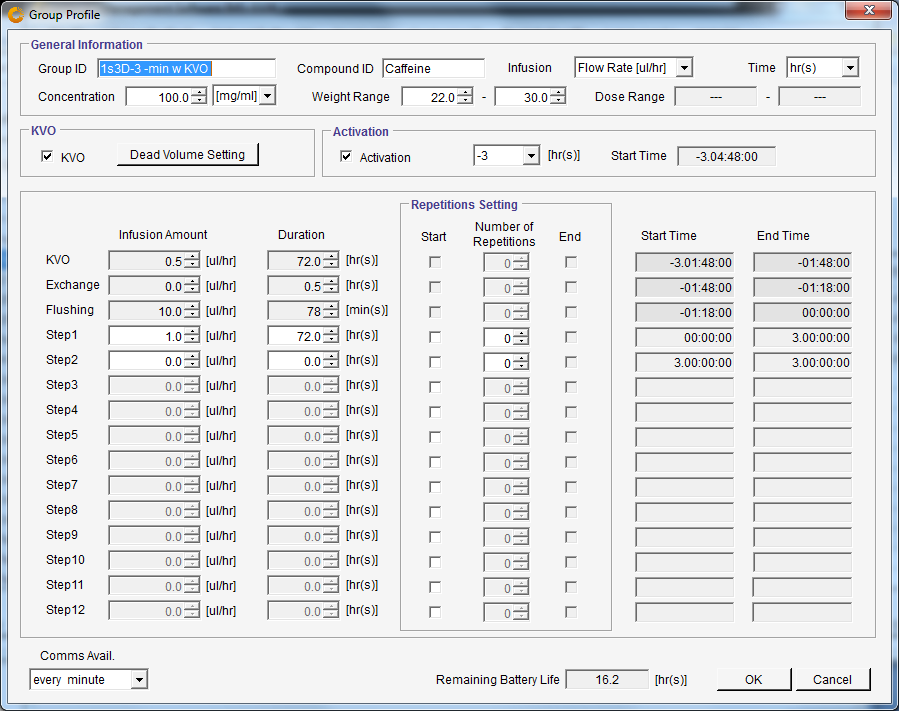 Group Profile
General Information
Group ID 1s3D-3 -min w KVO Compound ID Caffeine Infusion Flow Rate [ul/hr] Time hr(s)
Concentration 100.0 [mg/ml] Weight Range 22.0 - 30.0 Dose Range --- - ---
KVO Activation
KVO Dead Volume Setting Activation -3 [hr(s)] Start Time -3.04:48:00
Repetitions Setting
Infusion Amount Duration Start Number of Repetitions End Start Time End Time
KVO 0.5 [ul/hr] 72.0 [hr(s)] 0 -3.01:48:00 -01:48:00
Exchange 0.0 [ul/hr] 0.5 [hr(s)] 0 -01:48:00 -01:18:00
Flushing 10.0 [ul/hr] 78 [min(s)] 0 -01:18:00 00:00:00
Step1 1.0 [ul/hr] 72.0 [hr(s)] 0 00:00:00 3.00:00:00
Step2 0.0 [ul/hr] 0.0 [hr(s)] 0 3.00:00:00 3.00:00:00
Step3 0.0 [ul/hr] 0.0 [hr(s)] 0
Step4 0.0 [ul/hr] 0.0 [hr(s)] 0
Step5 0.0 [ul/hr] 0.0 [hr(s)] 0
Step6 0.0 [ul/hr] 0.0 [hr(s)] 0
Step7 0.0 [ul/hr] 0.0 [hr(s)] 0
Step8 0.0 [ul/hr] 0.0 [hr(s)] 0
Step9 0.0 [ul/hr] 0.0 [hr(s)] 0
Step10 0.0 [ul/hr] 0.0 [hr(s)] 0
Step11 0.0 [ul/hr] 0.0 [hr(s)] 0
Step12 0.0 [ul/hr] 0.0 [hr(s)] 0
Comms Avail.
every minute Remaining Battery Life 16.2 [hr(s)] OK Cancel